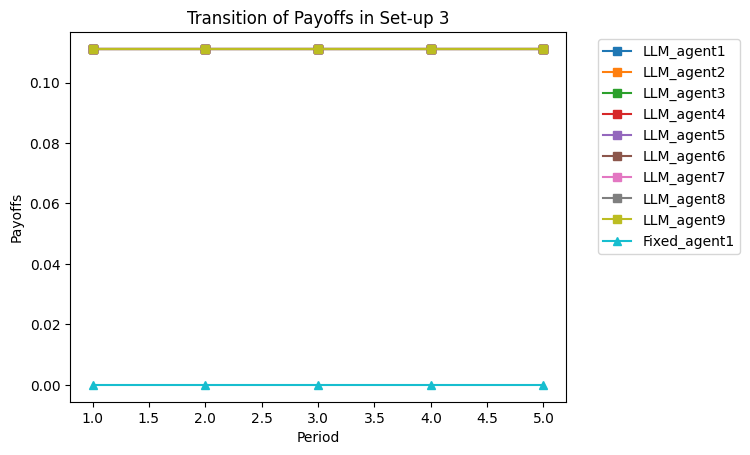 Transition of Payoffs in Set-up 3
Payoffs
0.10
0.08
0.06
0.04
0.02
0.00
1.0 1.5 2.0 2.5 3.0 3.5 4.0 4.5 5.0
Period
LLM_agent1
LLM_agent2
LLM_agent3
LLM_agent4
LLM_agent5
LLM_agent6
LLM_agent7
LLM_agent8
LLM_agent9
Fixed_agent1